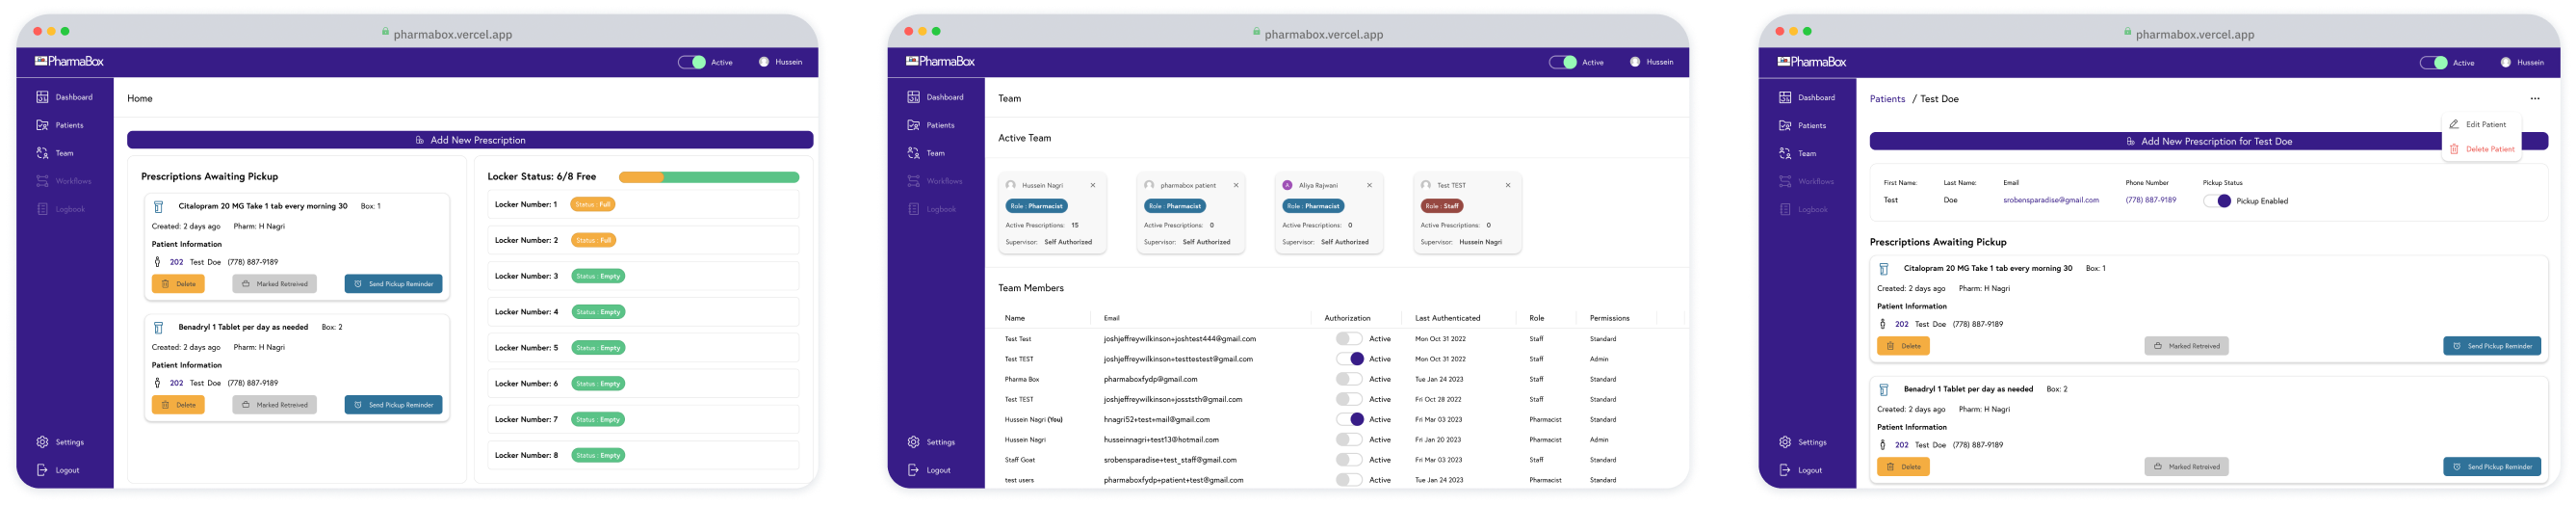 pharmabox.vercel.app
PharmaBox
Active
Hussein
Dashboard
Patients
Team
Workflows
Logbook
Settings
Logout
Home
Add New Prescription
Prescriptions Awaiting Pickup
Citalopram 20 MG Take 1 tab every morning 30 Box: 1
Created: 2 days ago Pharm: H Nagri
Patient Information
202 Test Doe (778) 887-9189
Delete
Marked Retreived
Send Pickup Reminder
Benadryl 1 Tablet per day as needed Box: 2
Created: 2 days ago Pharm: H Nagri
Patient Information
202 Test Doe (778) 887-9189
Delete
Marked Retreived
Send Pickup Reminder
Locker Status: 6/8 Free
Locker Number: 1 Status : Full
Locker Number: 2 Status : Full
Locker Number: 3 Status : Empty
Locker Number: 4 Status : Empty
Locker Number: 5 Status : Empty
Locker Number: 6 Status : Empty
Locker Number: 7 Status : Empty
Locker Number: 8 Status : Empty
pharmabox.vercel.app
PharmaBox
Active
Hussein
Dashboard
Patients
Team
Workflows
Logbook
Settings
Logout
Team
Active Team
Hussein Nagri
Role : Pharmacist
Active Prescriptions: 15
Supervisor: Self Authorized
pharmabox patient
Role : Pharmacist
Active Prescriptions: 0
Supervisor: Self Authorized
A Aliya Rajwani
Role : Pharmacist
Active Prescriptions: 0
Supervisor: Self Authorized
Test TEST
Role : Staff
Active Prescriptions: 0
Supervisor: Hussein Nagri
Team Members
Name Email Authorization Last Authenticated Role Permissions
Test Test joshjeffreywilkinson+joshtest444@gmail.com Active Mon Oct 31 2022 Staff Standard
Test TEST joshjeffreywilkinson+testtestest@gmail.com Active Mon Oct 31 2022 Staff Admin
Pharma Box pharmaboxfydp@gmail.com Active Tue Jan 24 2023 Staff Standard
Test TEST joshjeffreywilkinson+josststh@gmail.com Active Fri Oct 28 2022 Staff Standard
Hussein Nagri (You) hnagri52+test+mail@gmail.com Active Fri Mar 03 2023 Pharmacist Standard
Hussein Nagri husseinnagri+test13@hotmail.com Active Fri Jan 20 2023 Pharmacist Admin
Staff Goat srobensparadise+test_staff@gmail.com Active Fri Mar 03 2023 Staff Standard
test users pharmaboxfydp+patient+test@gmail.com Active Tue Jan 24 2023 Pharmacist Standard
pharmabox.vercel.app
PharmaBox
Active
Hussein
Dashboard
Patients
Team
Workflows
Logbook
Settings
Logout
Patients / Test Doe
Edit Patient
Delete Patient
Add New Prescription for Test Doe
First Name: Last Name: Email Phone Number Pickup Status
Test Doe srobensparadise@gmail.com (778) 887-9189 Pickup Enabled
Prescriptions Awaiting Pickup
Citalopram 20 MG Take 1 tab every morning 30 Box: 1
Created: 2 days ago Pharm: H Nagri
Patient Information
202 Test Doe (778) 887-9189
Delete
Marked Retreived
Send Pickup Reminder
Benadryl 1 Tablet per day as needed Box: 2
Created: 2 days ago Pharm: H Nagri
Patient Information
202 Test Doe (778) 887-9189
Delete
Marked Retreived
Send Pickup Reminder